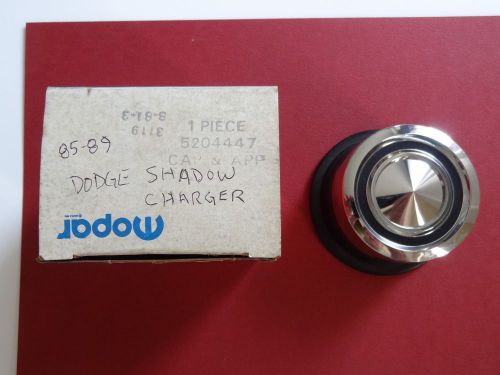 3119
8-81-3
1 PIECE
5204447
CAP & APP
85-89
DODGE SHADOW
CHARGER
Mopar